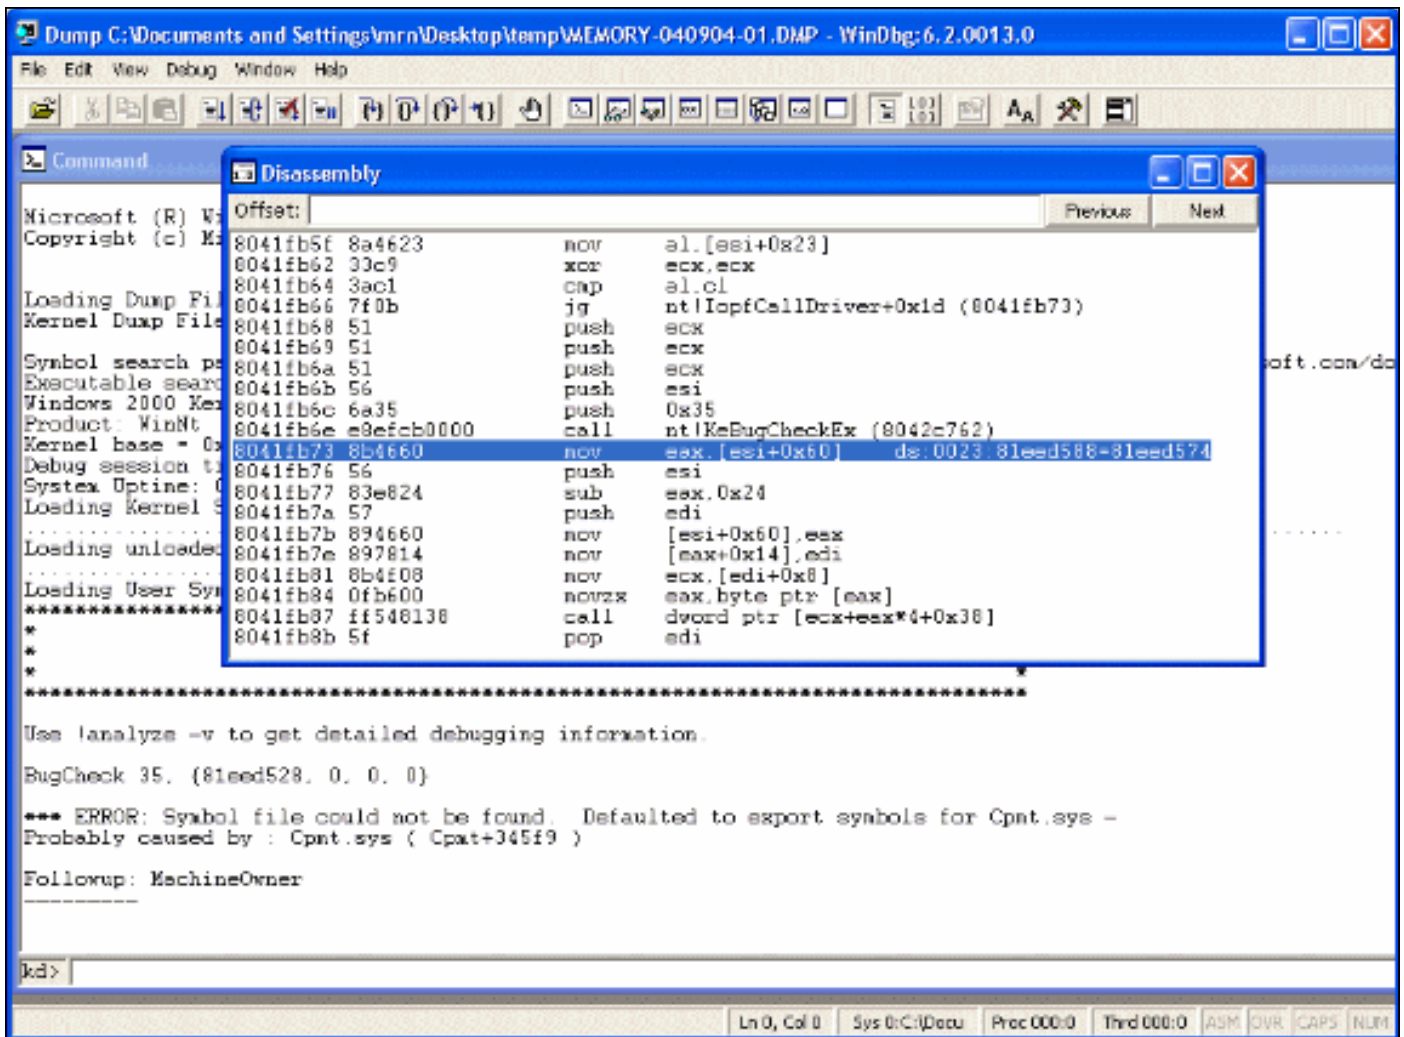 Dump C:\Documents and Settings\mrn\Desktop\temp\MEMORY-040904-01.DMP - WinDbg:6.2.0013.0
File Edit View Debug Window Help
Command
Disassembly
Offset:
Previous Next
Microsoft (R) Wi
Copyright (c) Mi
Loading Dump Fil
Kernel Dump File
Symbol search pa
oft.com/do
Executable searc
Windows 2000 Ker
Product: WinNt
Kernel base = 0x
Debug session ti
System Uptime: 0
Loading Kernel S
Loading unloaded
Loading User Sym
8041fb5f 8a4623 mov al,[esi+0x23]
8041fb62 33c9 xor ecx,ecx
8041fb64 3ac1 cmp al,cl
8041fb66 7f0b jg nt!IopfCallDriver+0x1d (8041fb73)
8041fb68 51 push ecx
8041fb69 51 push ecx
8041fb6a 51 push ecx
8041fb6b 56 push esi
8041fb6c 6a35 push 0x35
8041fb6e e8efcb0000 call nt!KeBugCheckEx (8042c762)
8041fb73 8b4660 mov eax,[esi+0x60] ds:0023:81eed588=81eed574
8041fb76 56 push esi
8041fb77 83e824 sub eax,0x24
8041fb7a 57 push edi
8041fb7b 894660 mov [esi+0x60],eax
8041fb7e 897814 mov [eax+0x14],edi
8041fb81 8b4f08 mov ecx,[edi+0x8]
8041fb84 0fb600 movzx eax,byte ptr [eax]
8041fb87 ff548138 call dword ptr [ecx+eax*4+0x38]
8041fb8b 5f pop edi
*******************************************************************************
Use !analyze -v to get detailed debugging information.
BugCheck 35, {81eed528, 0, 0, 0}
*** ERROR: Symbol file could not be found. Defaulted to export symbols for Cpnt.sys -
Probably caused by : Cpnt.sys ( Cpnt+345f9 )
Followup: MachineOwner
---------
kd>
Ln 0, Col 0 Sys 0:C:\Docu Proc 000:0 Thrd 000:0 ASM OVR CAPS NUM